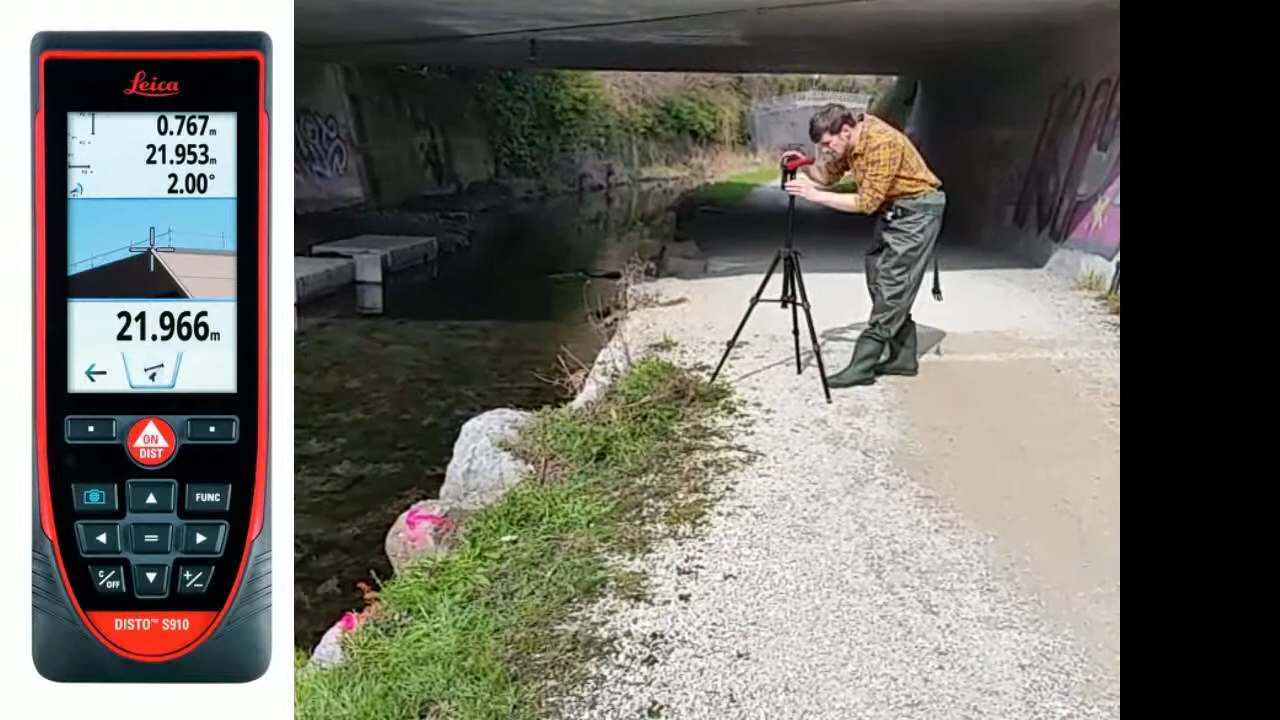 Leica
0.767m
21.953m
2.00°
21.966m
ON
DIST
FUNC
C/OFF
+/−
DISTO™ S910